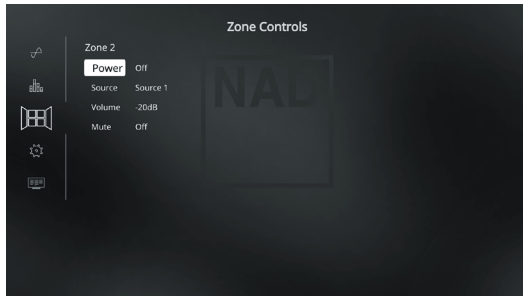 Zone Controls
Zone 2
Power Off
Source Source 1
Volume -20dB
Mute Off
NAD